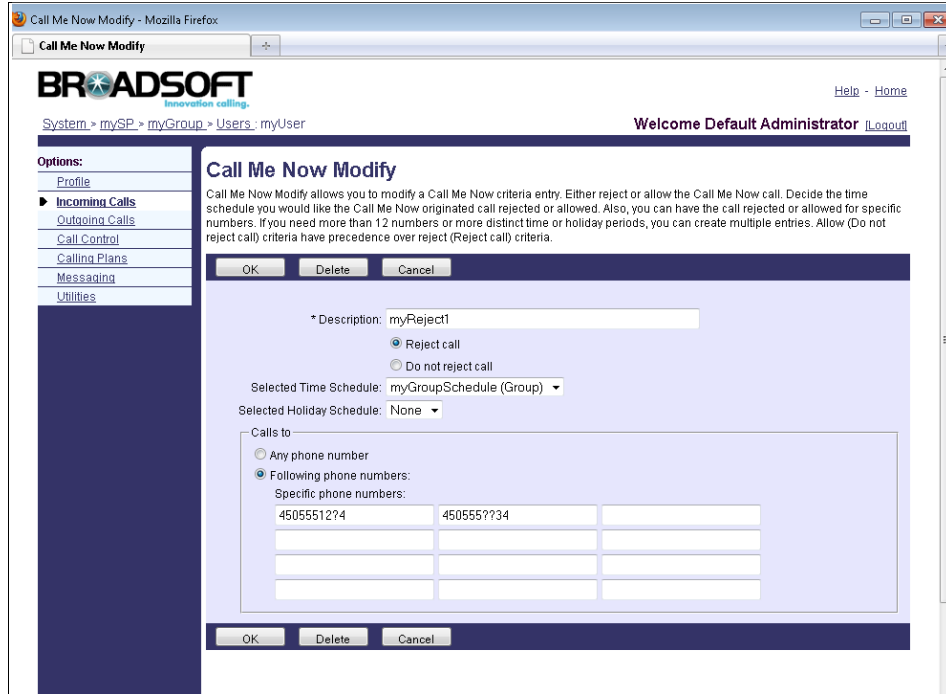 Call Me Now Modify - Mozilla Firefox
Call Me Now Modify
BROADSOFT
Innovation calling.
Help - Home
System > mySP > myGroup > Users : myUser
Welcome Default Administrator [Logout]
Options:
Profile
Incoming Calls
Outgoing Calls
Call Control
Calling Plans
Messaging
Utilities
Call Me Now Modify
Call Me Now Modify allows you to modify a Call Me Now criteria entry. Either reject or allow the Call Me Now call. Decide the time
schedule you would like the Call Me Now originated call rejected or allowed. Also, you can have the call rejected or allowed for specific
numbers. If you need more than 12 numbers or more distinct time or holiday periods, you can create multiple entries. Allow (Do not
reject call) criteria have precedence over reject (Reject call) criteria.
OK Delete Cancel
* Description: myReject1
Reject call
Do not reject call
Selected Time Schedule: myGroupSchedule (Group)
Selected Holiday Schedule: None
Calls to
Any phone number
Following phone numbers:
Specific phone numbers:
45055512?4 450555??34
OK Delete Cancel